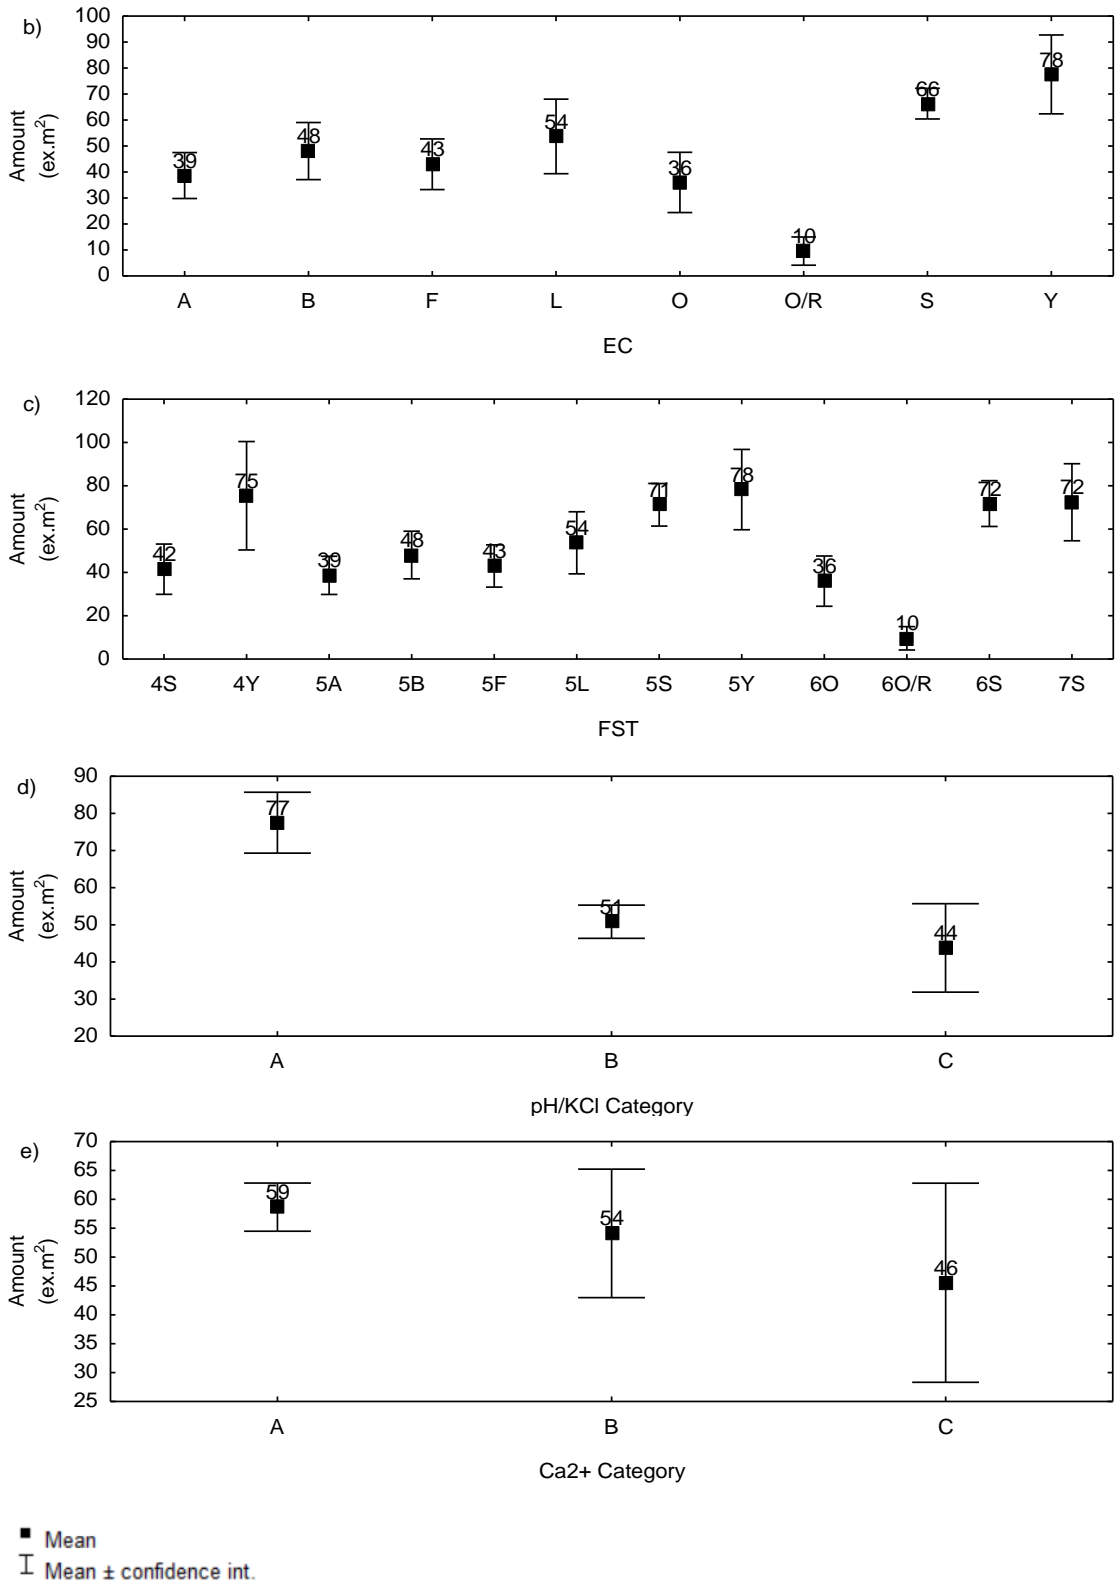 b)
100
90
80
70
60
50
40
30
20
10
0
Amount
(ex.m²)
39 48 43 54 36 10 66 78
A B F L O O/R S Y
EC
c)
120
100
80
60
40
20
0
Amount
(ex.m²)
42 75 39 48 43 54 71 78 36 10 72 72
4S 4Y 5A 5B 5F 5L 5S 5Y 6O 6O/R 6S 7S
FST
d)
90
80
70
60
50
40
30
20
Amount
(ex.m²)
77 51 44
A B C
pH/KCl Category
e)
70
65
60
55
50
45
40
35
30
25
Amount
(ex.m²)
59 54 46
A B C
Ca2+ Category
Mean
Mean ± confidence int.